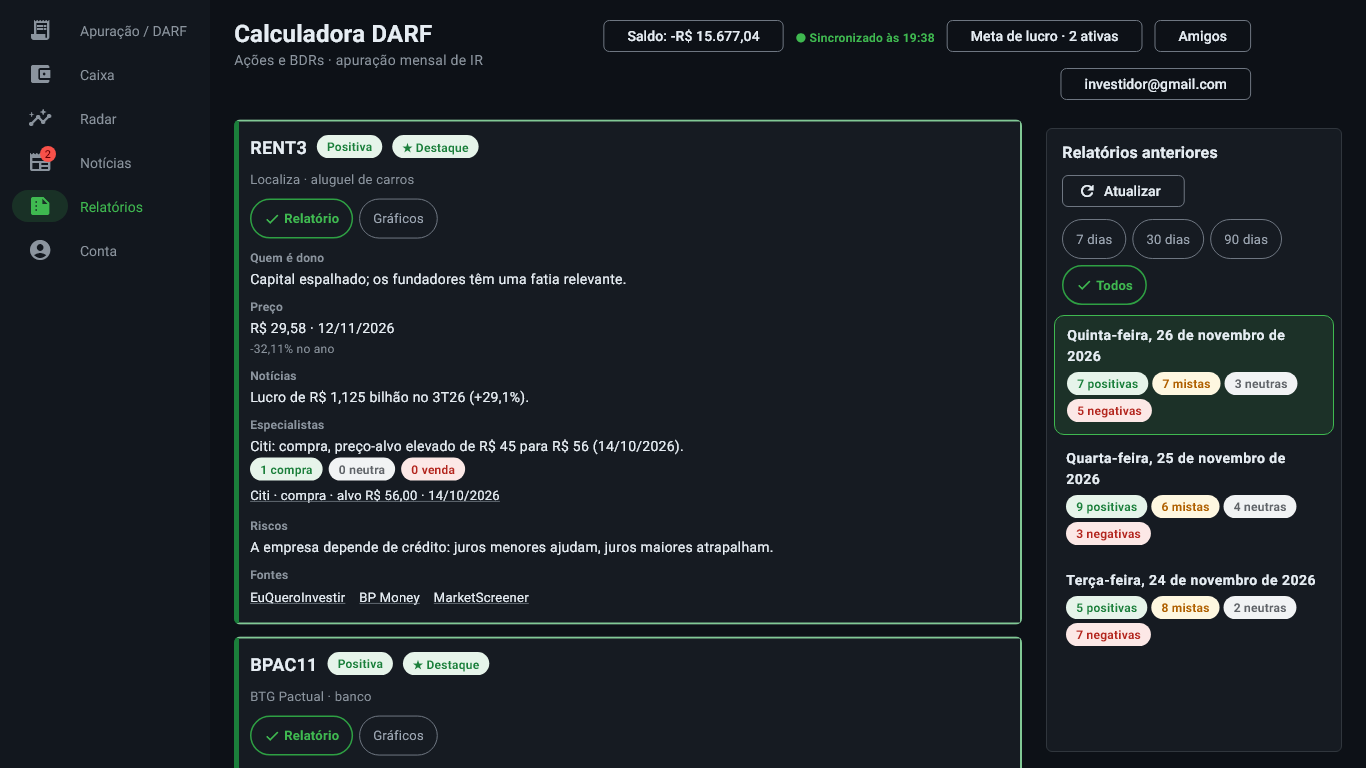 Apuração / DARF
Caixa
Radar
2
Notícias
Relatórios
Conta
Calculadora DARF
Ações e BDRs · apuração mensal de IR
Saldo: -R$ 15.677,04
Sincronizado às 19:38
Meta de lucro · 2 ativas
Amigos
investidor@gmail.com
RENT3 Positiva ★ Destaque
Localiza · aluguel de carros
Relatório Gráficos
Quem é dono
Capital espalhado; os fundadores têm uma fatia relevante.
Preço
R$ 29,58 · 12/11/2026
-32,11% no ano
Notícias
Lucro de R$ 1,125 bilhão no 3T26 (+29,1%).
Especialistas
Citi: compra, preço-alvo elevado de R$ 45 para R$ 56 (14/10/2026).
1 compra 0 neutra 0 venda
Citi · compra · alvo R$ 56,00 · 14/10/2026
Riscos
A empresa depende de crédito: juros menores ajudam, juros maiores atrapalham.
Fontes
EuQueroInvestir BP Money MarketScreener
BPAC11 Positiva ★ Destaque
BTG Pactual · banco
Relatório Gráficos
Relatórios anteriores
Atualizar
7 dias 30 dias 90 dias
Todos
Quinta-feira, 26 de novembro de
2026
7 positivas 7 mistas 3 neutras
5 negativas
Quarta-feira, 25 de novembro de
2026
9 positivas 6 mistas 4 neutras
3 negativas
Terça-feira, 24 de novembro de 2026
5 positivas 8 mistas 2 neutras
7 negativas